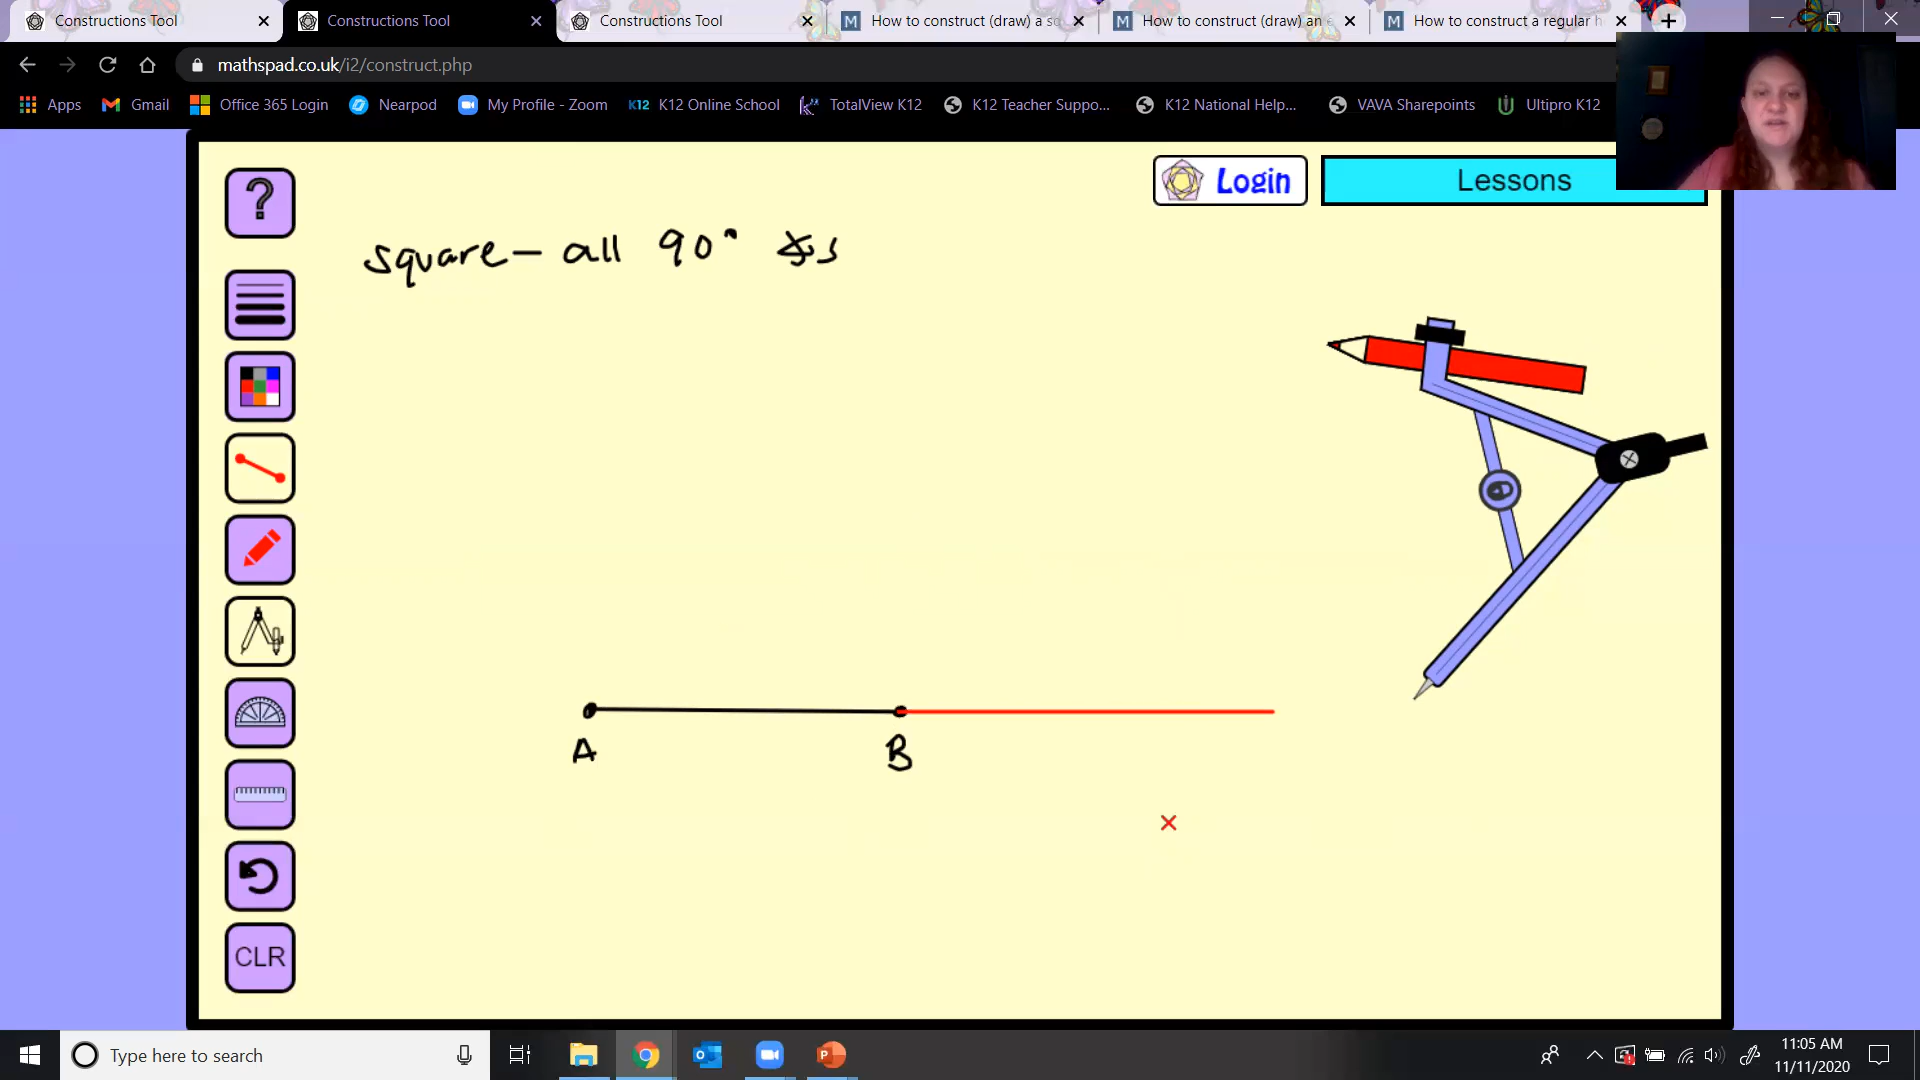 Constructions Tool
Constructions Tool
Constructions Tool
How to construct (draw) a sq
How to construct (draw) an e
How to construct a regular h
mathspad.co.uk/i2/construct.php
Apps
Gmail
Office 365 Login
Nearpod
My Profile - Zoom
K12 Online School
TotalView K12
K12 Teacher Suppo...
K12 National Help...
VAVA Sharepoints
Ultipro K12
?
Login
Lessons
square – all 90° ∡s
A
B
CLR
Type here to search
11:05 AM
11/11/2020